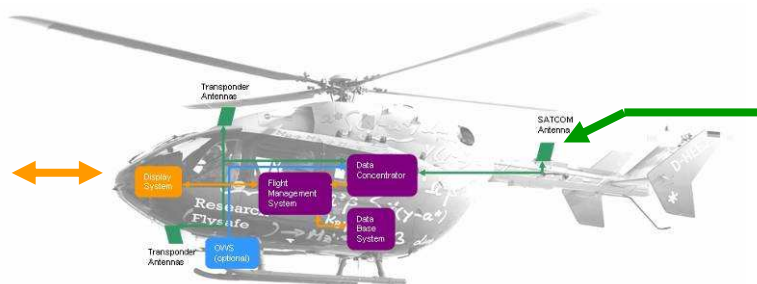 Transponder
Antennas
SATCOM
Antenna
Display
System
Flight
Management
System
Data
Concentrator
Data
Base
System
Research
Flysafe
Transponder
Antennas
OWS
(optional)